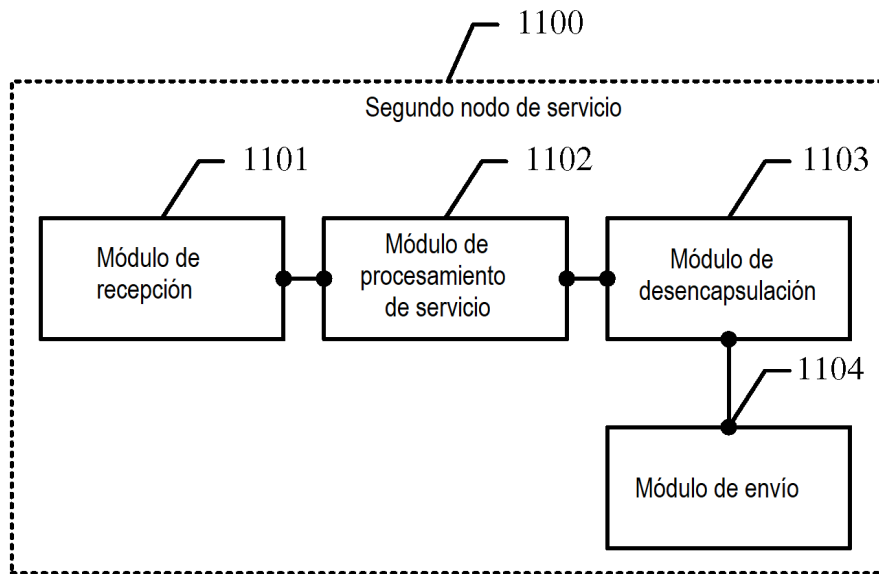 1100
Segundo nodo de servicio
1101
1102
1103
Módulo de
recepción
Módulo de
procesamiento
de servicio
Módulo de
desencapsulación
1104
Módulo de envío